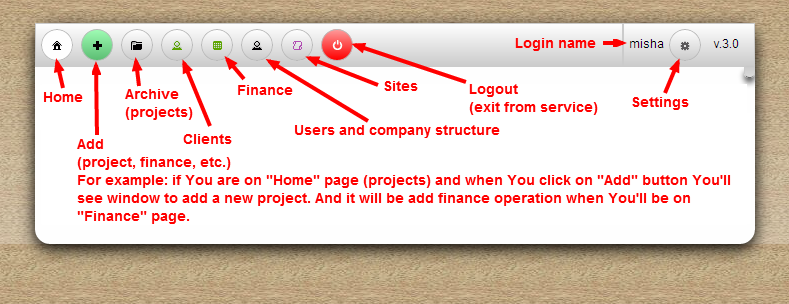 Login name
misha
v.3.0
Home
Archive
(projects)
Finance
Sites
Logout
(exit from service)
Settings
Clients
Users and company structure
Add
(project, finance, etc.)
For example: if You are on "Home" page (projects) and when You click on "Add" button You'll
see window to add a new project. And it will be add finance operation when You'll be on
"Finance" page.